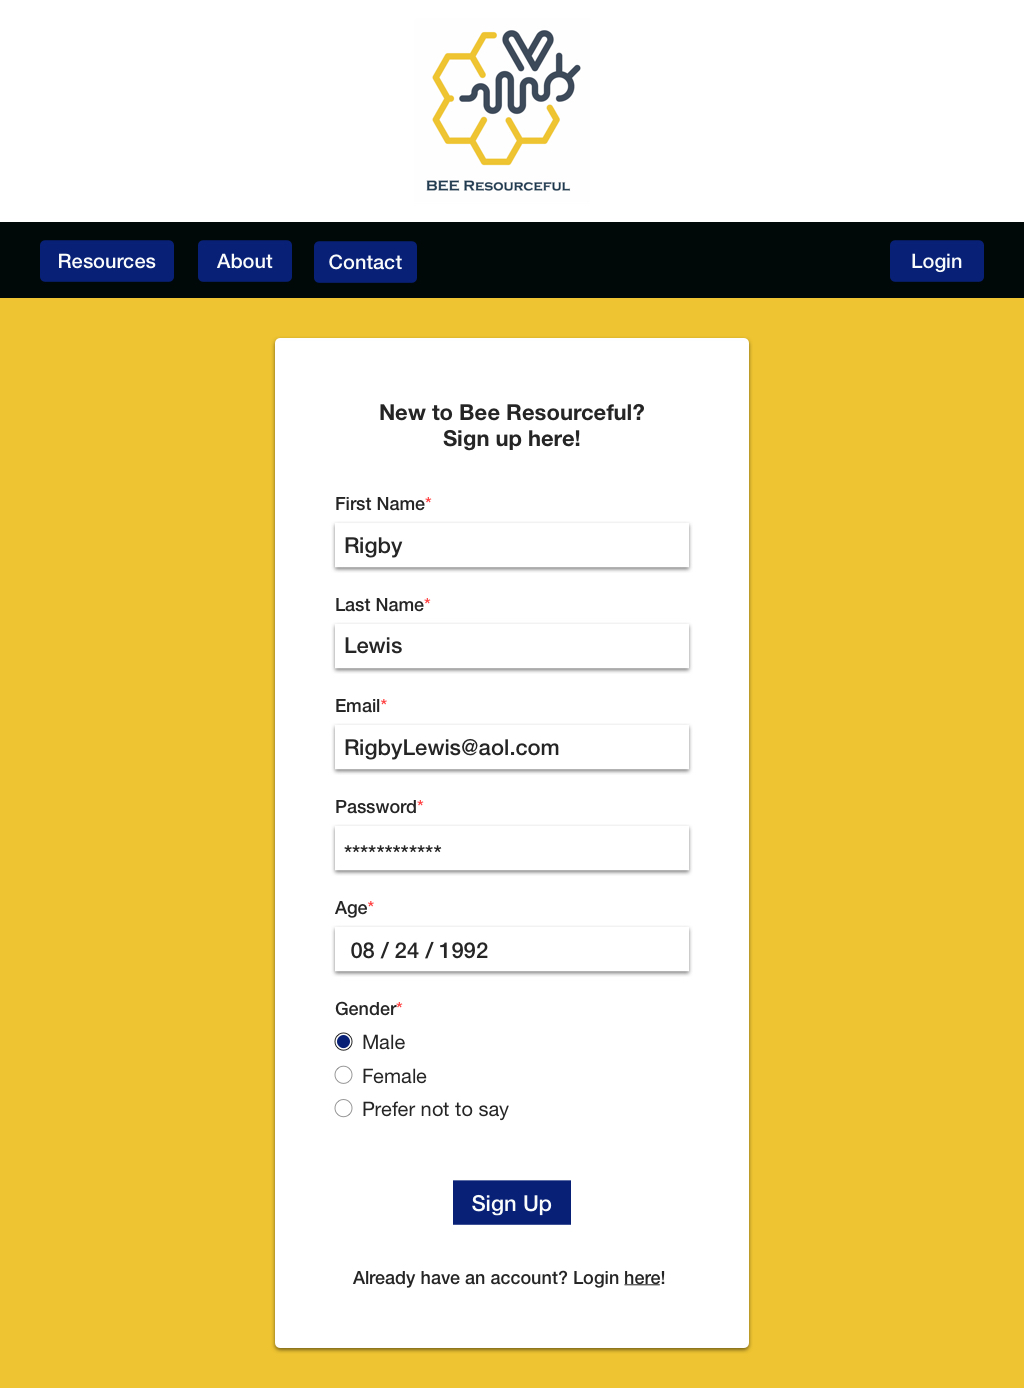 BEE RESOURCEFUL
Resources About Contact Login
New to Bee Resourceful?
Sign up here!
First Name*
Rigby
Last Name*
Lewis
Email*
RigbyLewis@aol.com
Password*
************
Age*
08 / 24 / 1992
Gender*
Male
Female
Prefer not to say
Sign Up
Already have an account? Login here!